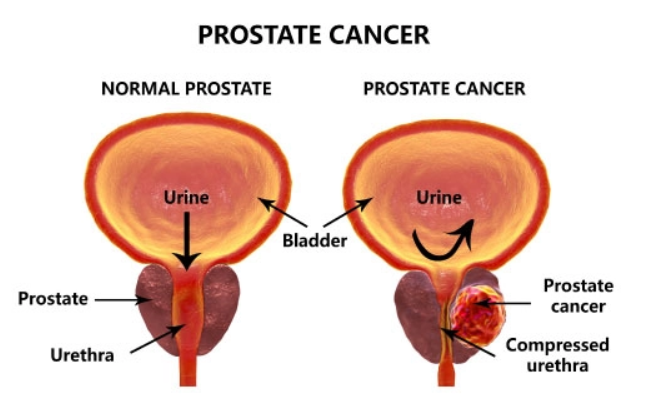 PROSTATE CANCER
NORMAL PROSTATE
PROSTATE CANCER
Urine
Urine
Bladder
Prostate
Urethra
Prostate
cancer
Compressed
urethra